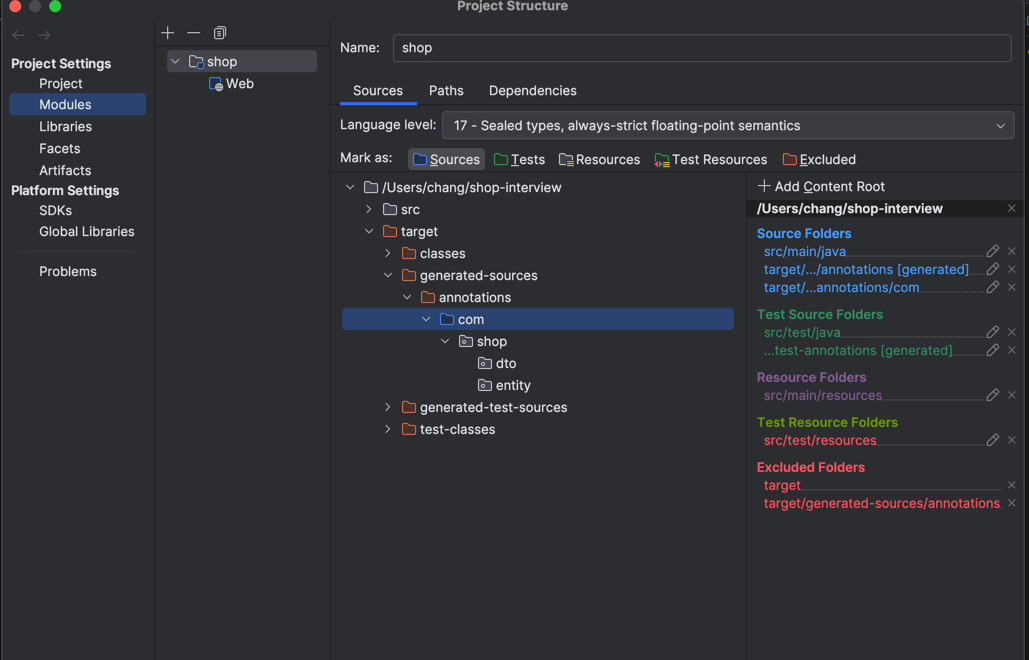 Project Structure
Project Settings
Project
Modules
Libraries
Facets
Artifacts
Platform Settings
SDKs
Global Libraries
Problems
shop
Web
Name: shop
Sources Paths Dependencies
Language level: 17 - Sealed types, always-strict floating-point semantics
Mark as: Sources Tests Resources Test Resources Excluded
/Users/chang/shop-interview
src
target
classes
generated-sources
annotations
com
shop
dto
entity
generated-test-sources
test-classes
Add Content Root
/Users/chang/shop-interview
Source Folders
src/main/java
target/.../annotations [generated]
target/...annotations/com
Test Source Folders
src/test/java
...test-annotations [generated]
Resource Folders
src/main/resources
Test Resource Folders
src/test/resources
Excluded Folders
target
target/generated-sources/annotations